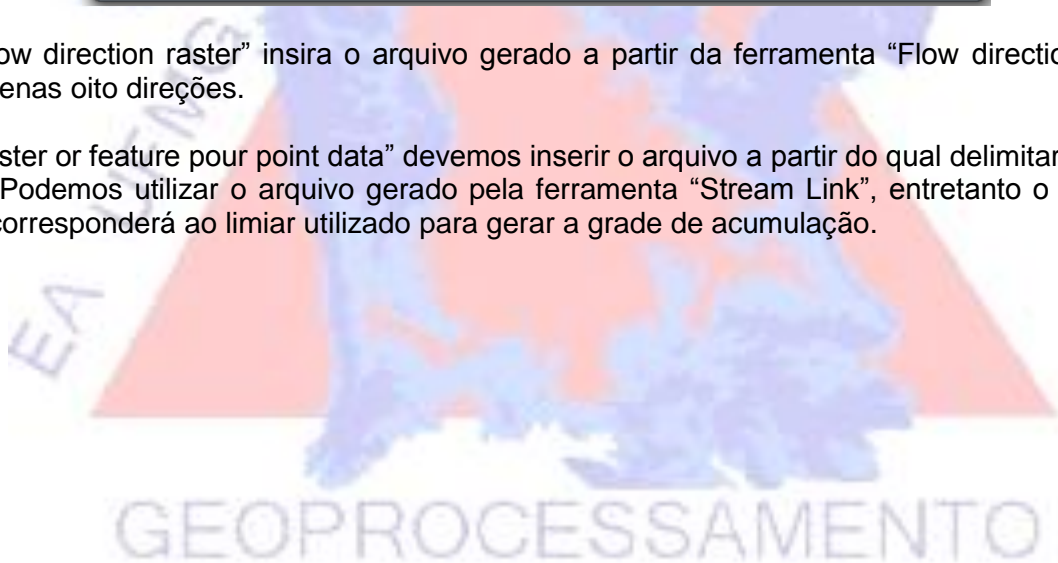 ow direction raster” insira o arquivo gerado a partir da ferramenta “Flow directio
enas oito direções.
ster or feature pour point data” devemos inserir o arquivo a partir do qual delimitar
Podemos utilizar o arquivo gerado pela ferramenta “Stream Link”, entretanto o
corresponderá ao limiar utilizado para gerar a grade de acumulação.
EA UFMG
GEOPROCESSAMENTO